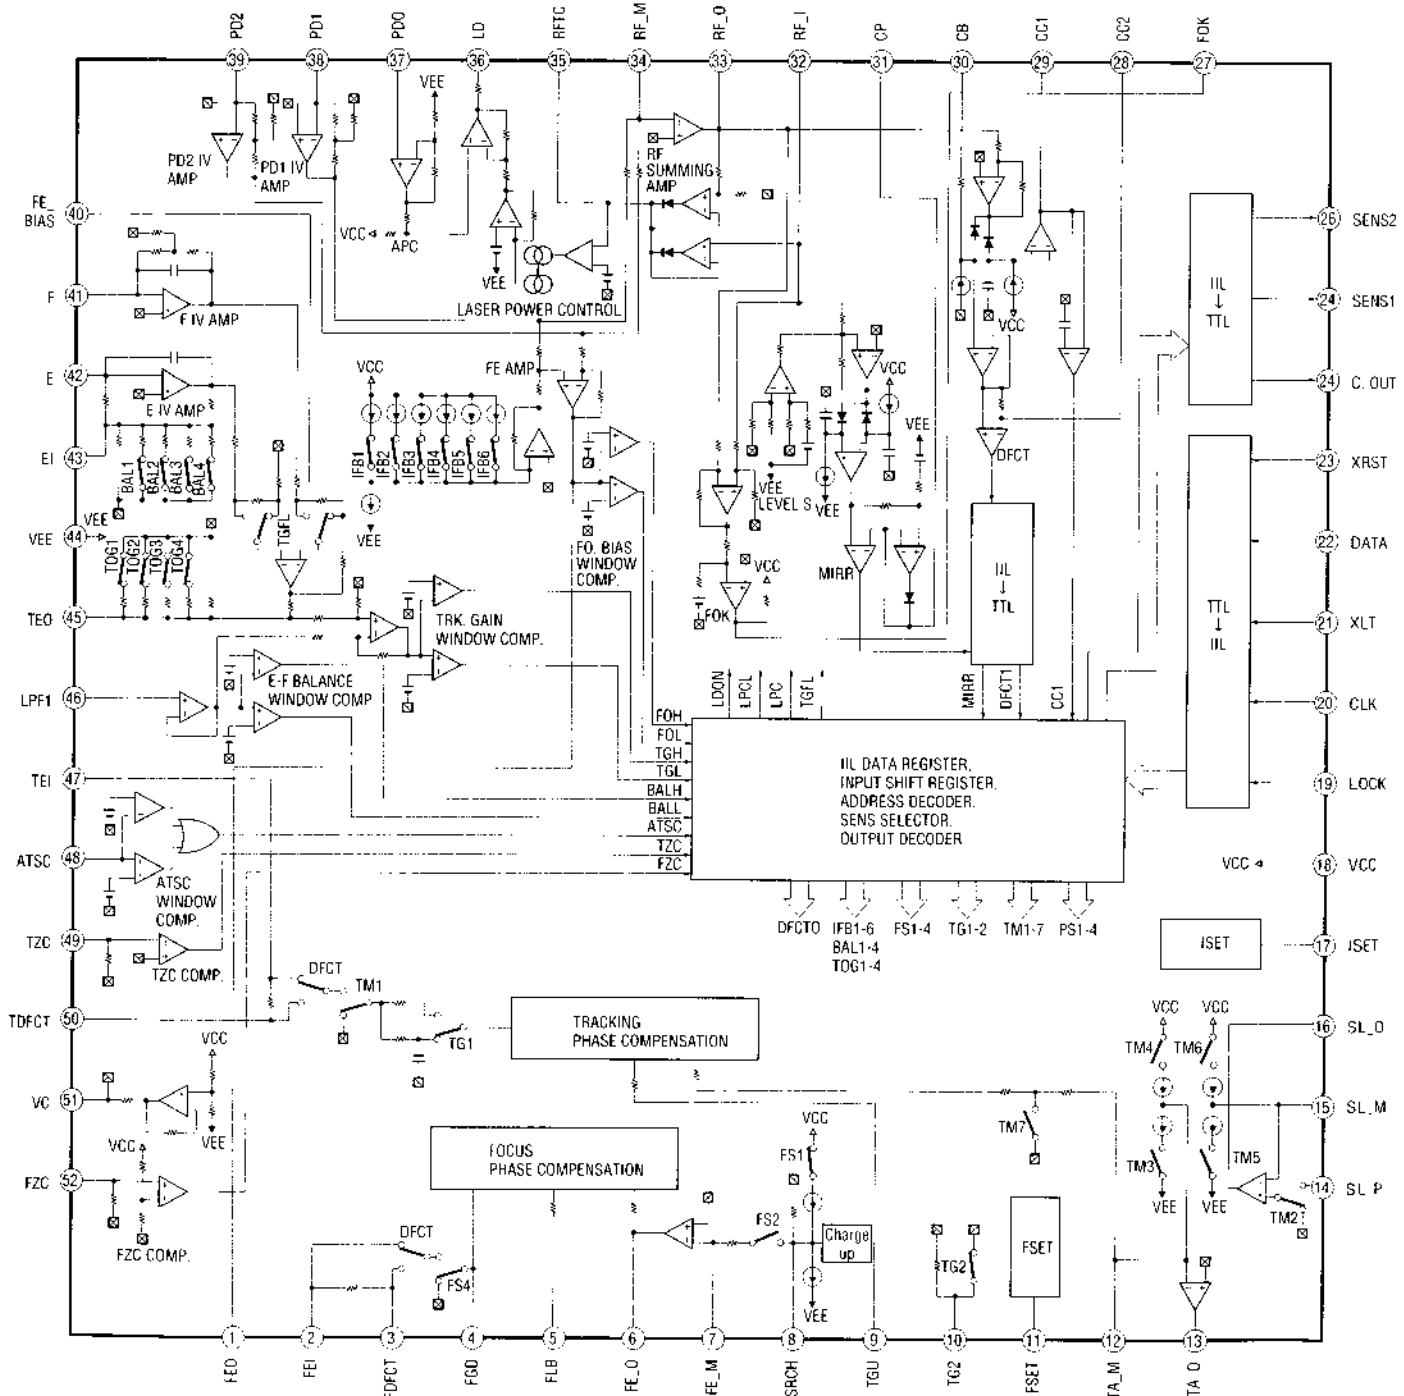 PD2 PD1 PD0 LD RFTC RF_M RF_O RF_I CP CB CC1 CC2 FOK
39 38 37 36 35 34 33 32 31 30 29 28 27
VEE
PD2 IV
AMP
PD1 IV
AMP
RF
SUMMING
AMP
FE_
BIAS
40
VCC
APC
VEE
LASER POWER CONTROL
26 SENS2
IIL
↓
TTL
24 SENS1
24 C. OUT
F 41
F IV AMP
VCC
FE AMP
VCC
VCC
VEE
E 42
E IV AMP
EI 43
BAL1
BAL2
BAL3
BAL4
IFB1
IFB2
IFB3
IFB4
IFB5
IFB6
DFCT
VEE
LEVEL S
VEE
23 XRST
VEE
VEE 44
TOG1
TOG2
TOG3
TOG4
TGFL
VEE
FO. BIAS
WINDOW
COMP.
VCC
FOK
MIRR
IIL
↓
TTL
22 DATA
TTL
↓
IIL
TEO 45
TRK. GAIN
WINDOW COMP.
21 XLT
LPF1 46
E-F BALANCE
WINDOW COMP
LDON
LPCL
LPC
TGFL
MIRR
DFCT1
CC1
20 CLK
FOH
FOL
TGH
TGL
BALH
BALL
ATSC
TZC
FZC
IIL DATA REGISTER,
INPUT SHIFT REGISTER,
ADDRESS DECODER,
SENS SELECTOR,
OUTPUT DECODER
TEI 47
19 LOCK
ATSC 48
ATSC
WINDOW
COMP.
VCC
18 VCC
DFCTO IFB1-6 FS1-4 TG1-2 TM1-7 PS1-4
BAL1-4
TOG1-4
TZC 49
TZC COMP.
ISET
17 ISET
DFCT
TM1
TG1
TDFCT 50
TRACKING
PHASE COMPENSATION
VCC
VCC
TM4
TM6
16 SL_O
VCC
VC 51
VEE
TM7
15 SL_M
VCC
FOCUS
PHASE COMPENSATION
VCC
FS1
TM3
TM5
FZC 52
VEE
VEE
14 SL_P
TM2
FZC COMP.
DFCT
FS4
FS2
Charge
up
VEE
TG2
FSET
1 2 3 4 5 6 7 8 9 10 11 12 13
FEO FEI FDFCT FGD FLB FE_O FE_M SRCH TGU TG2 FSET TA_M TA_O